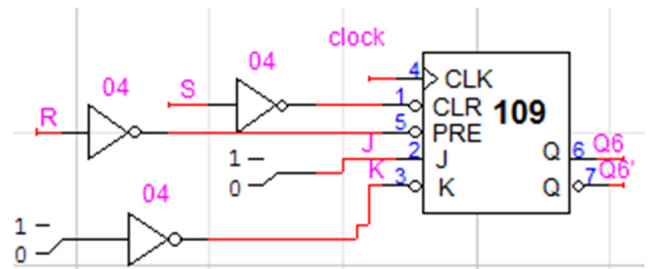 clock
04
04
S
4 CLK
R
1 CLR 109
5 PRE
J
1
2 J Q 6 Q6
0
K
3 K Q 7 Q6'
04
1
0